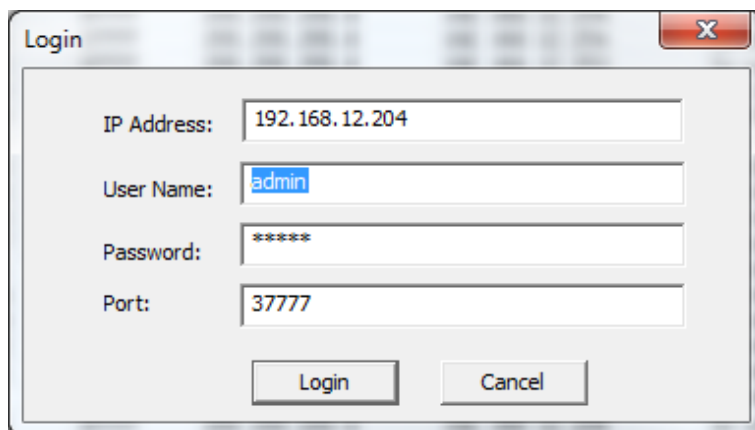 Login
IP Address: 192.168.12.204
User Name: admin
Password: *****
Port: 37777
Login Cancel